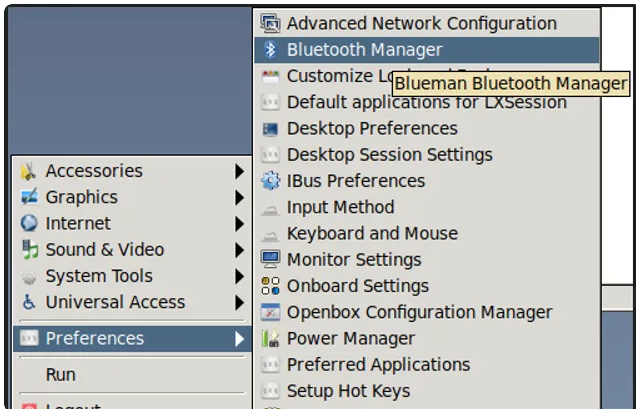 Advanced Network Configuration
Bluetooth Manager
Customize Lo
Blueman Bluetooth Manager
Default applications for LXSession
Desktop Preferences
Desktop Session Settings
IBus Preferences
Input Method
Keyboard and Mouse
Monitor Settings
Onboard Settings
Openbox Configuration Manager
Power Manager
Preferred Applications
Setup Hot Keys
Accessories
Graphics
Internet
Sound & Video
System Tools
Universal Access
Preferences
Run
Logout